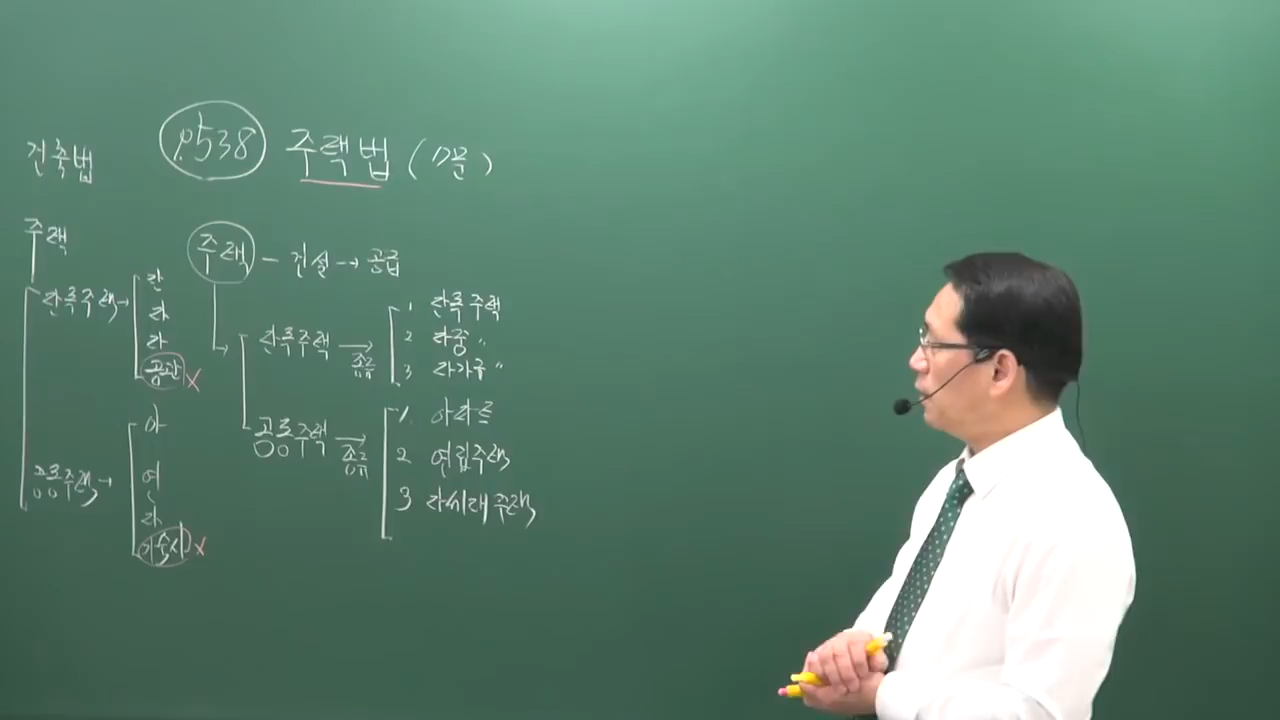 건축법
p538 주택법 (7문)
주택
단독주택→
단
다
다
공관 X
공동주택→
아
연
다
기숙사 X
주택 - 건설→공급
단독주택 → 종류
1 단독주택
2 다중 〃
3 다가구 〃
공동주택 → 종류
1. 아파트
2 연립주택
3 다세대주택